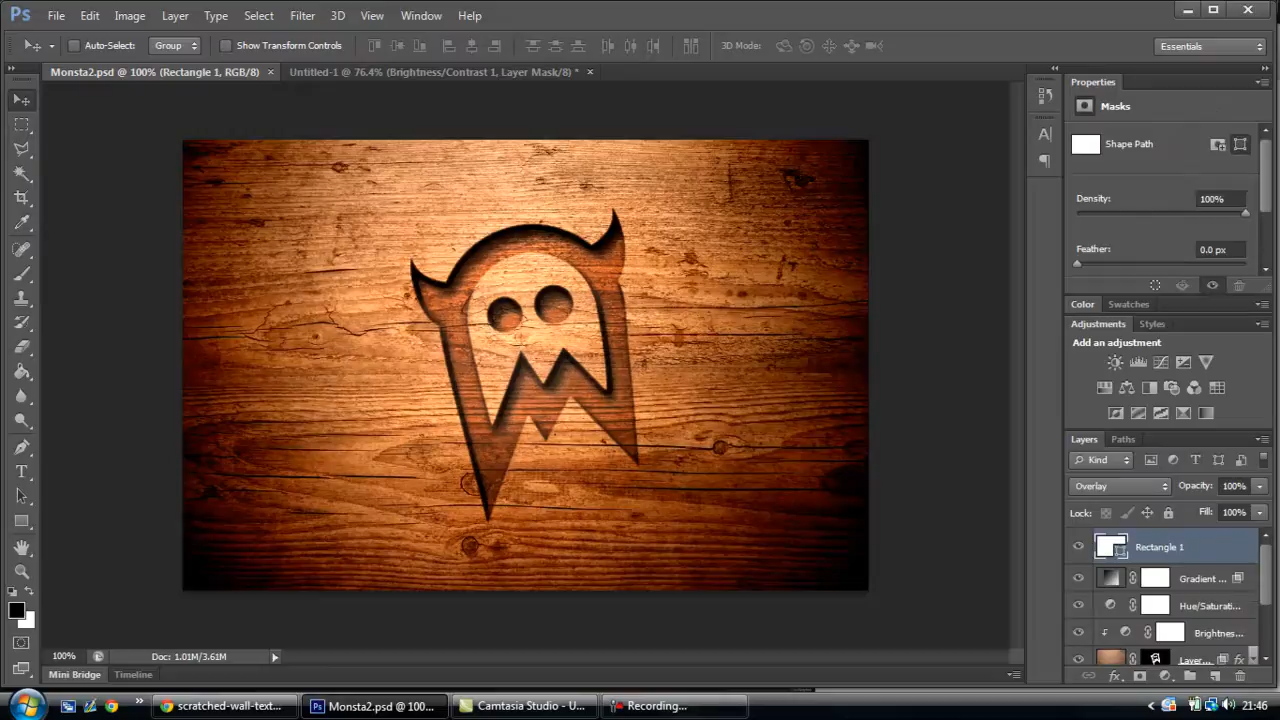 Ps File Edit Image Layer Type Select Filter 3D View Window Help
Auto-Select: Group Show Transform Controls 3D Mode: Essentials
Monsta2.psd @ 100% (Rectangle 1, RGB/8) × Untitled-1 @ 76.4% (Brightness/Contrast 1, Layer Mask/8) * ×
Properties
Masks
Shape Path
Density: 100%
Feather: 0.0 px
Color Swatches
Adjustments Styles
Add an adjustment
Layers Paths
Kind
Overlay Opacity: 100%
Lock: Fill: 100%
Rectangle 1
Gradient ...
Hue/Saturati...
Brightnes...
Layer...
fx
fx
100% Doc: 1.01M/3.61M
Mini Bridge Timeline
scratched-wall-text... Monsta2.psd @ 100... Camtasia Studio - U... Recording... 21:46